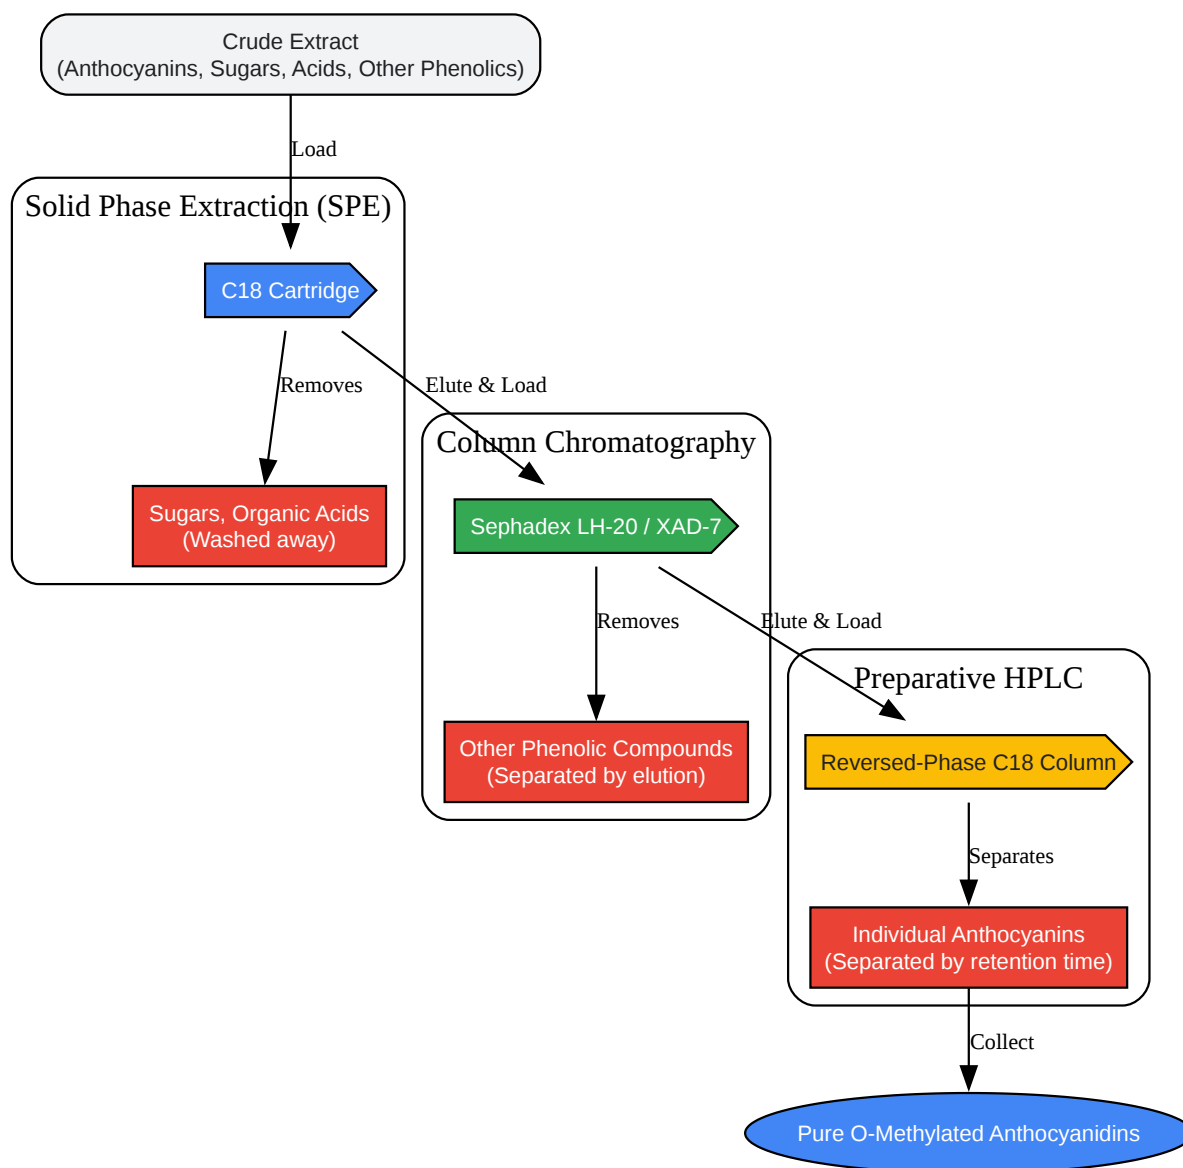 Crude Extract
(Anthocyanins, Sugars, Acids, Other Phenolics)
Load
Solid Phase Extraction (SPE)
C18 Cartridge
Removes
Elute & Load
Sugars, Organic Acids
(Washed away)
Column Chromatography
Sephadex LH-20 / XAD-7
Removes
Elute & Load
Other Phenolic Compounds
(Separated by elution)
Preparative HPLC
Reversed-Phase C18 Column
Separates
Individual Anthocyanins
(Separated by retention time)
Collect
Pure O-Methylated Anthocyanidins